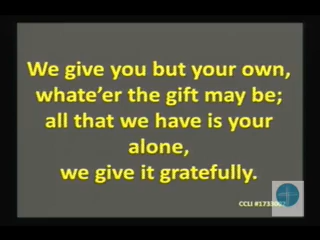 We give you but your own,
whate'er the gift may be;
all that we have is your
alone,
we give it gratefully.
CCLI